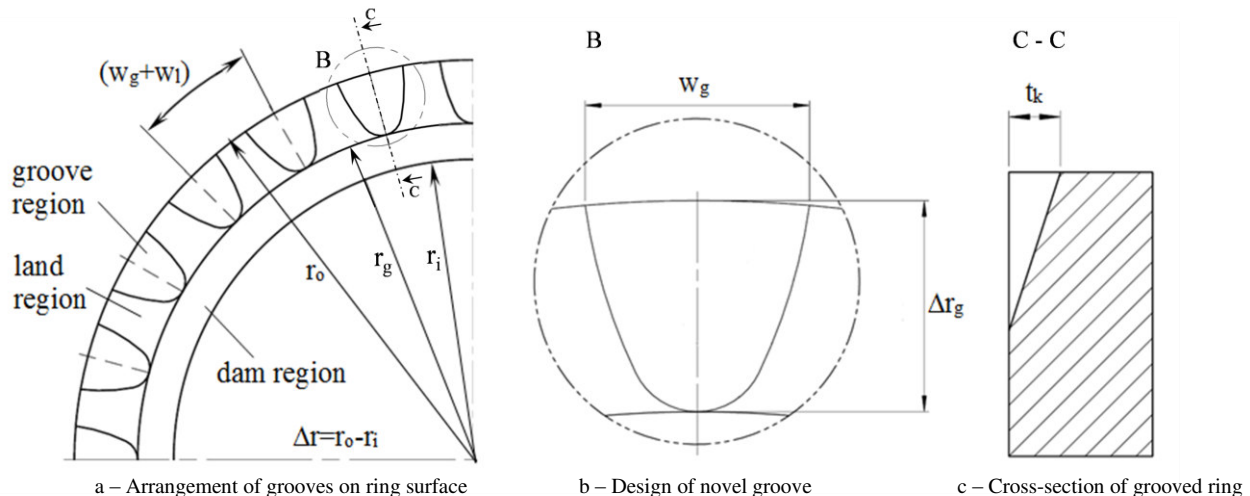 C
B
(wg+wl)
groove
region
land
region
C
ro
rg
ri
dam region
Δr=ro-ri
a – Arrangement of grooves on ring surface
B
wg
Δrg
b – Design of novel groove
C - C
tk
c – Cross-section of grooved ring